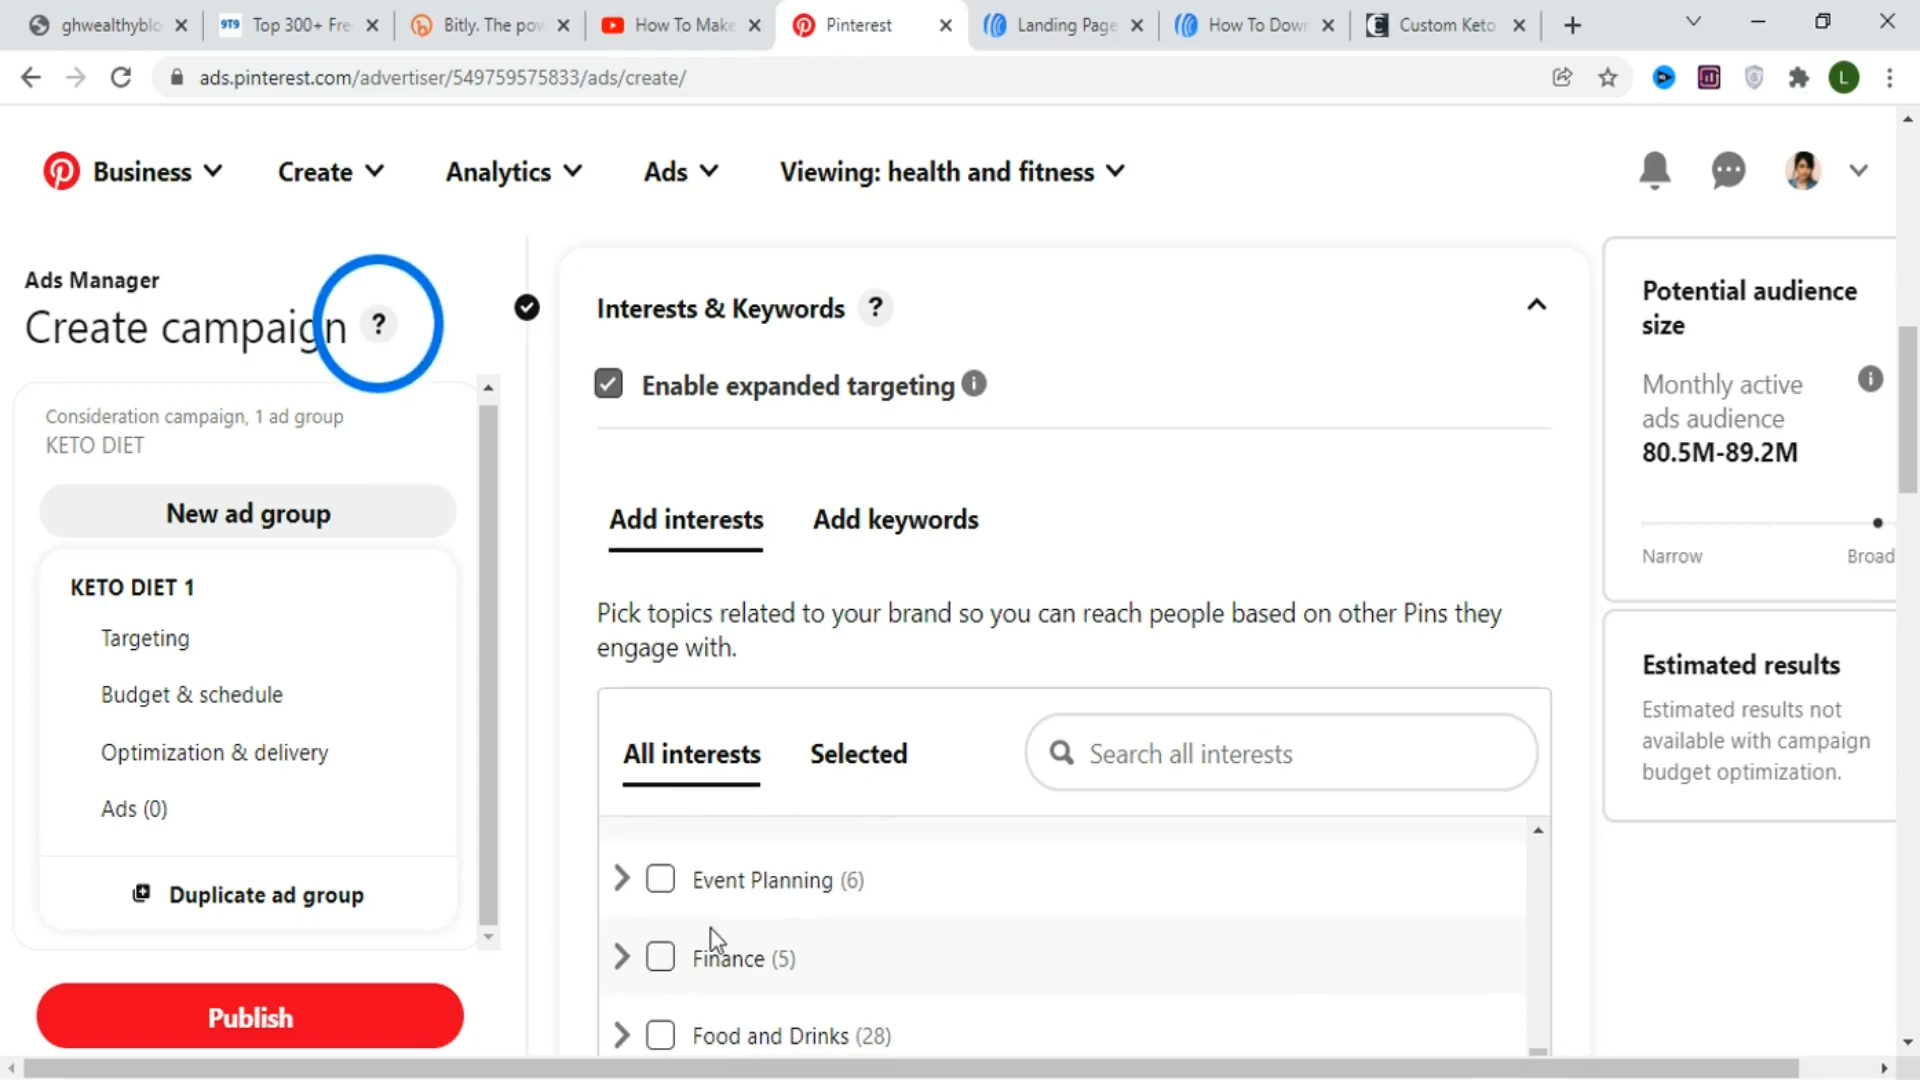 ghwealthyblo
9T9 Top 300+ Fre
Bitly. The pow
How To Make
Pinterest
Landing Page
How To Down
Custom Keto
ads.pinterest.com/advertiser/549759575833/ads/create/
L
Business
Create
Analytics
Ads
Viewing: health and fitness
Ads Manager
Create campaign ?
Consideration campaign, 1 ad group
KETO DIET
New ad group
KETO DIET 1
Targeting
Budget & schedule
Optimization & delivery
Ads (0)
Duplicate ad group
Publish
Interests & Keywords ?
Enable expanded targeting
Add interests
Add keywords
Pick topics related to your brand so you can reach people based on other Pins they
engage with.
All interests
Selected
Search all interests
Event Planning (6)
Finance (5)
Food and Drinks (28)
Potential audience
size
Monthly active
ads audience
80.5M-89.2M
Narrow
Broad
Estimated results
Estimated results not
available with campaign
budget optimization.